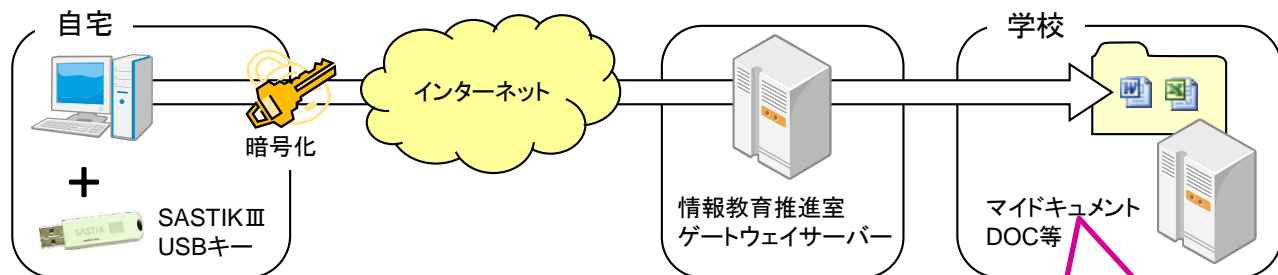 自宅
暗号化
SASTIKⅢ
USBキー
SASTIK
インターネット
情報教育推進室
ゲートウェイサーバー
学校
マイドキュメント
DOC等